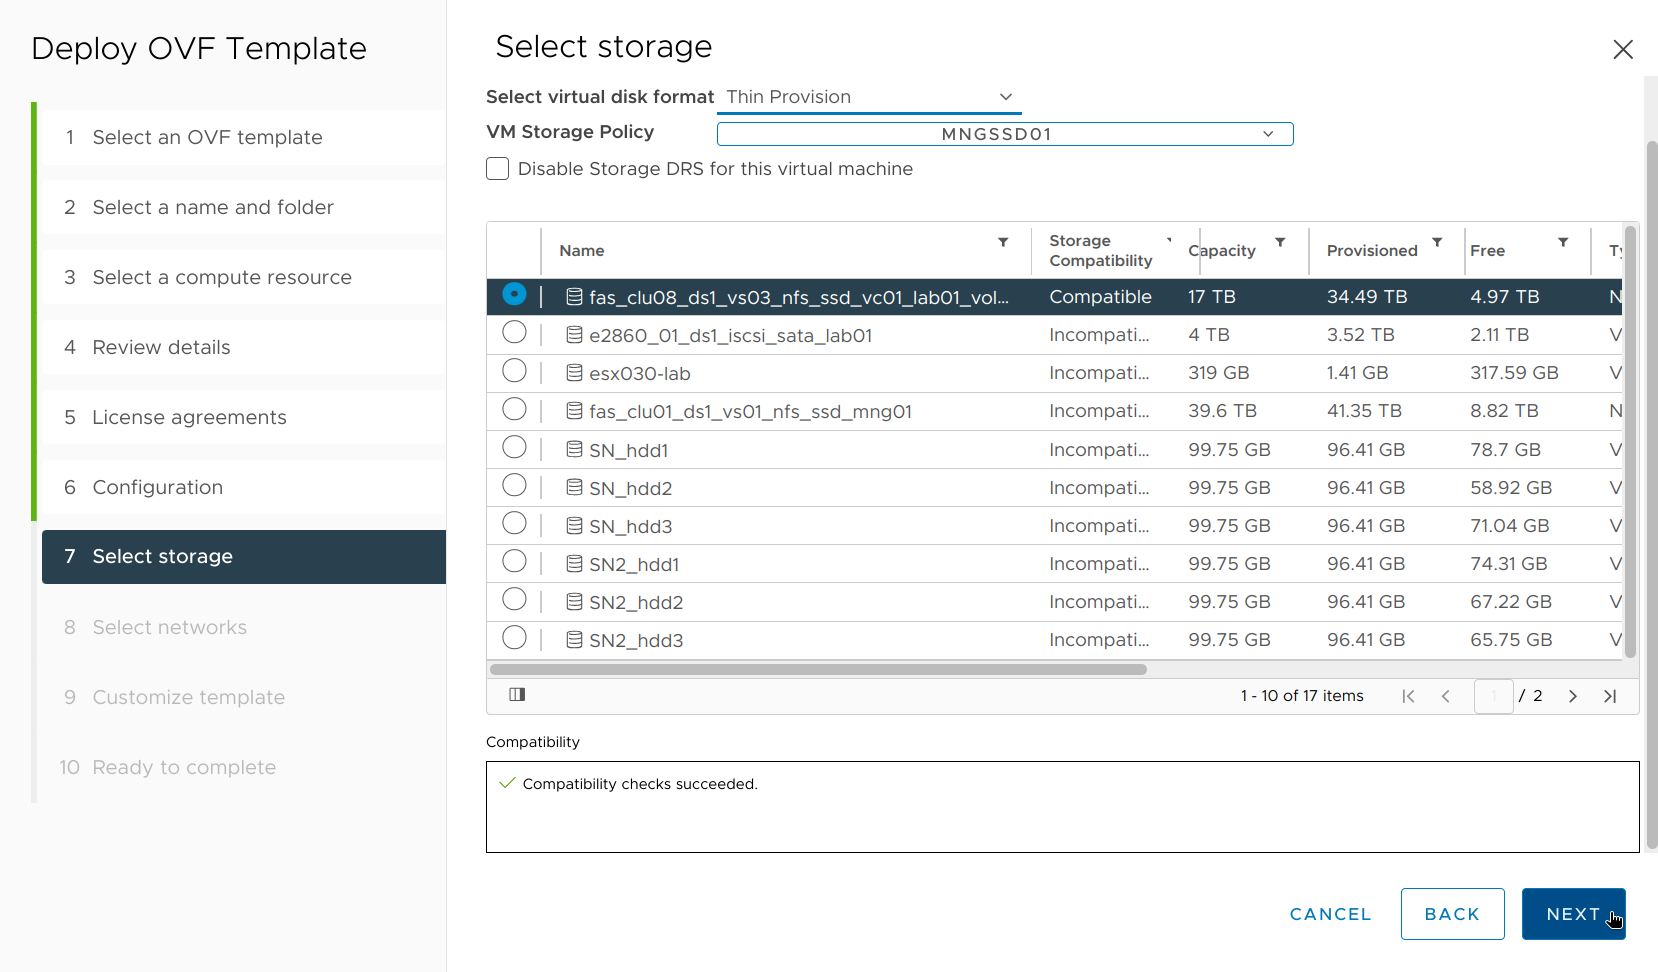 Deploy OVF Template
1 Select an OVF template
2 Select a name and folder
3 Select a compute resource
4 Review details
5 License agreements
6 Configuration
7 Select storage
8 Select networks
9 Customize template
10 Ready to complete
Select storage
Select virtual disk format Thin Provision
VM Storage Policy MNGSSD01
Disable Storage DRS for this virtual machine
Name Storage Compatibility Capacity Provisioned Free
fas_clu08_ds1_vs03_nfs_ssd_vc01_lab01_vol... Compatible 17 TB 34.49 TB 4.97 TB N
e2860_01_ds1_iscsi_sata_lab01 Incompati... 4 TB 3.52 TB 2.11 TB V
esx030-lab Incompati... 319 GB 1.41 GB 317.59 GB V
fas_clu01_ds1_vs01_nfs_ssd_mng01 Incompati... 39.6 TB 41.35 TB 8.82 TB N
SN_hdd1 Incompati... 99.75 GB 96.41 GB 78.7 GB V
SN_hdd2 Incompati... 99.75 GB 96.41 GB 58.92 GB V
SN_hdd3 Incompati... 99.75 GB 96.41 GB 71.04 GB V
SN2_hdd1 Incompati... 99.75 GB 96.41 GB 74.31 GB V
SN2_hdd2 Incompati... 99.75 GB 96.41 GB 67.22 GB V
SN2_hdd3 Incompati... 99.75 GB 96.41 GB 65.75 GB V
1 - 10 of 17 items 1 / 2
Compatibility
Compatibility checks succeeded.
CANCEL BACK NEXT